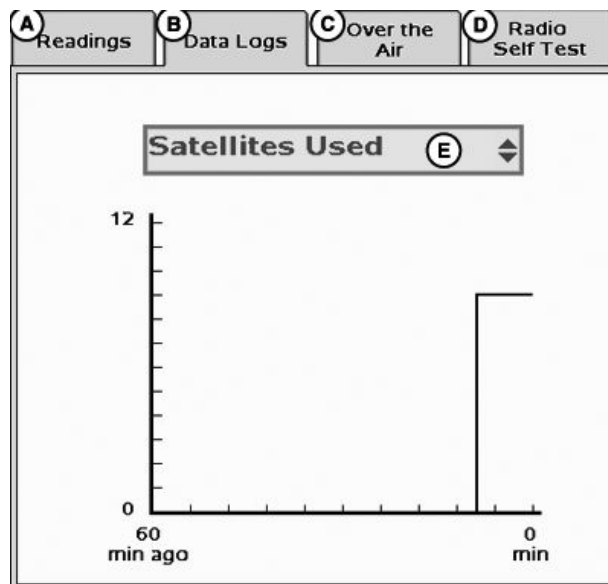 A Readings
B Data Logs
C Over the
Air
D Radio
Self Test
Satellites Used E
12
0
60
min ago
0
min